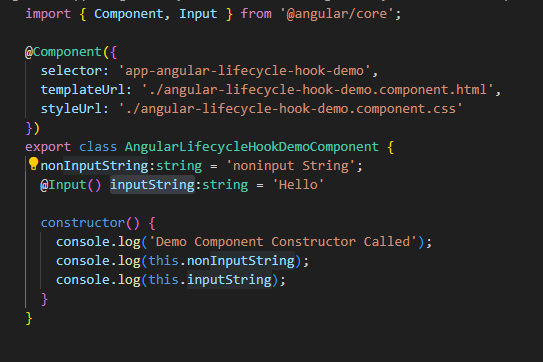 import { Component, Input } from '@angular/core';
@Component({
selector: 'app-angular-lifecycle-hook-demo',
templateUrl: './angular-lifecycle-hook-demo.component.html',
styleUrl: './angular-lifecycle-hook-demo.component.css'
})
export class AngularLifecycleHookDemoComponent {
nonInputString:string = 'noninput String';
@Input() inputString:string = 'Hello'
constructor() {
console.log('Demo Component Constructor Called');
console.log(this.nonInputString);
console.log(this.inputString);
}
}